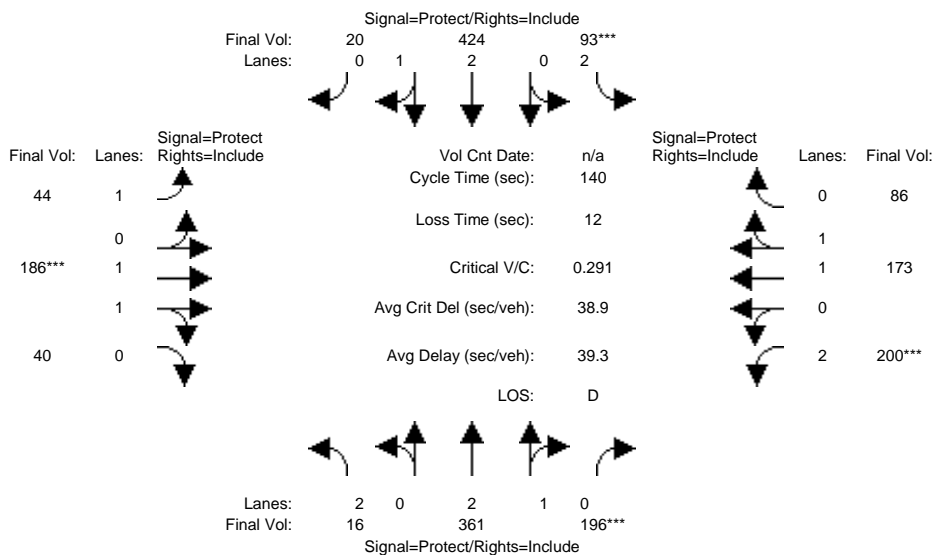 Signal=Protect/Rights=Include
Final Vol: 20 424 93***
Lanes: 0 1 2 0 2
Signal=Protect
Final Vol: Lanes: Rights=Include
Vol Cnt Date: n/a
Signal=Protect
Rights=Include Lanes: Final Vol:
Cycle Time (sec): 140
44 1
0 86
Loss Time (sec): 12
0
1
186*** 1
Critical V/C: 0.291
1 173
1
Avg Crit Del (sec/veh): 38.9
0
40 0
Avg Delay (sec/veh): 39.3
2 200***
LOS: D
Lanes: 2 0 2 1 0
Final Vol: 16 361 196***
Signal=Protect/Rights=Include